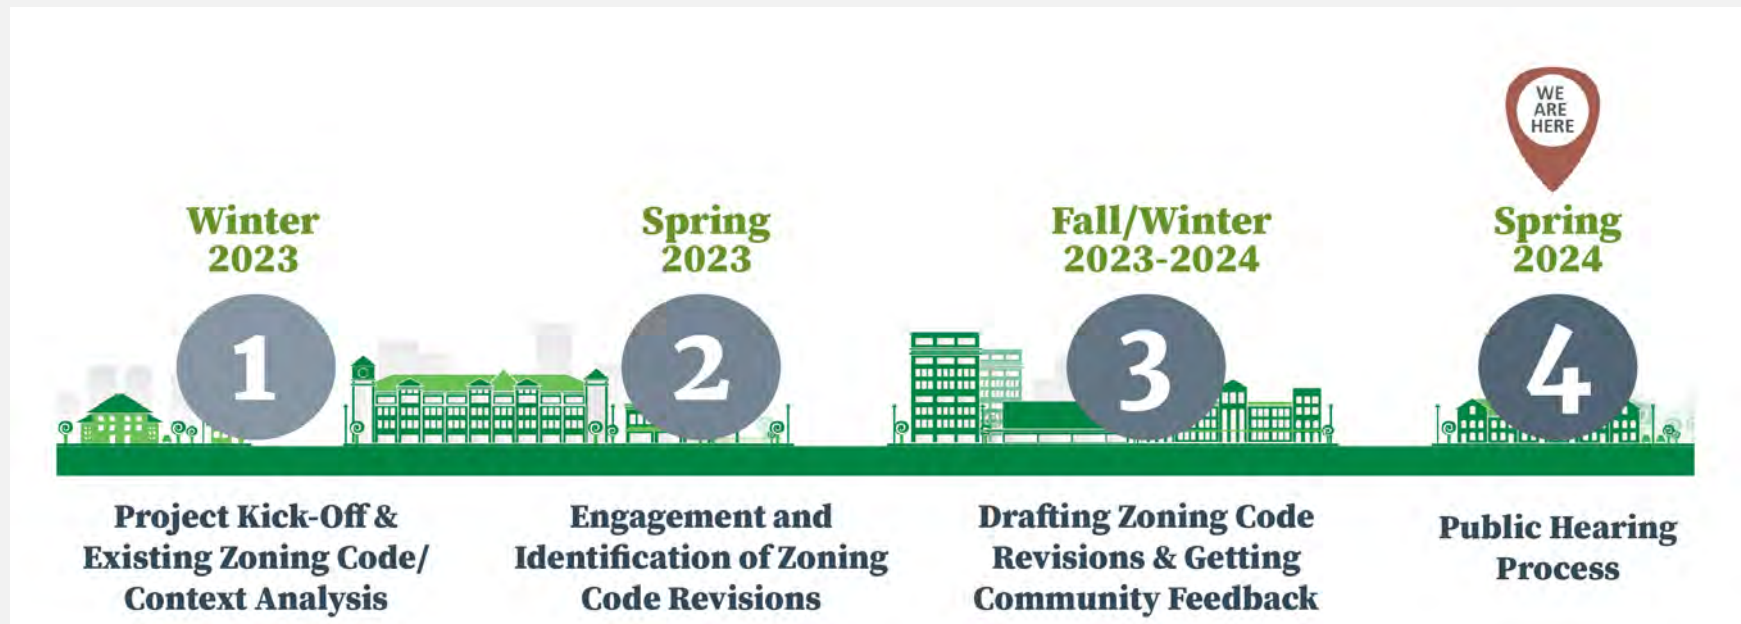 WE
ARE
HERE
Winter
2023
Spring
2023
Fall/Winter
2023-2024
Spring
2024
1
2
3
4
Project Kick-Off &
Existing Zoning Code/
Context Analysis
Engagement and
Identification of Zoning
Code Revisions
Drafting Zoning Code
Revisions & Getting
Community Feedback
Public Hearing
Process